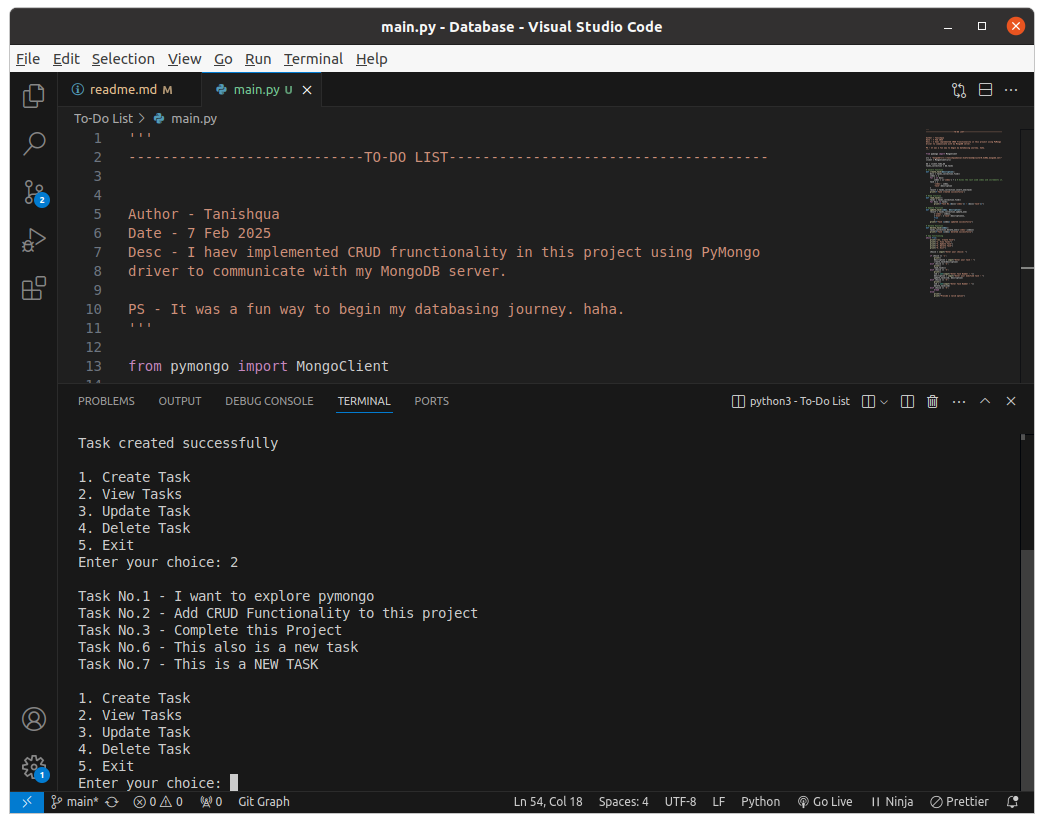 main.py - Database - Visual Studio Code
File Edit Selection View Go Run Terminal Help
readme.md M main.py U
To-Do List > main.py
1 '''
2 ----------------------------TO-DO LIST--------------------------------------
3
4
5 Author - Tanishqua
6 Date - 7 Feb 2025
7 Desc - I haev implemented CRUD frunctionality in this project using PyMongo
8 driver to communicate with my MongoDB server.
9
10 PS - It was a fun way to begin my databasing journey. haha.
11 '''
12
13 from pymongo import MongoClient
14
PROBLEMS OUTPUT DEBUG CONSOLE TERMINAL PORTS python3 - To-Do List
Task created successfully
1. Create Task
2. View Tasks
3. Update Task
4. Delete Task
5. Exit
Enter your choice: 2
Task No.1 - I want to explore pymongo
Task No.2 - Add CRUD Functionality to this project
Task No.3 - Complete this Project
Task No.6 - This also is a new task
Task No.7 - This is a NEW TASK
1. Create Task
2. View Tasks
3. Update Task
4. Delete Task
5. Exit
Enter your choice:
2
1
main* 0 0 0 Git Graph Ln 54, Col 18 Spaces: 4 UTF-8 LF Python Go Live Ninja Prettier